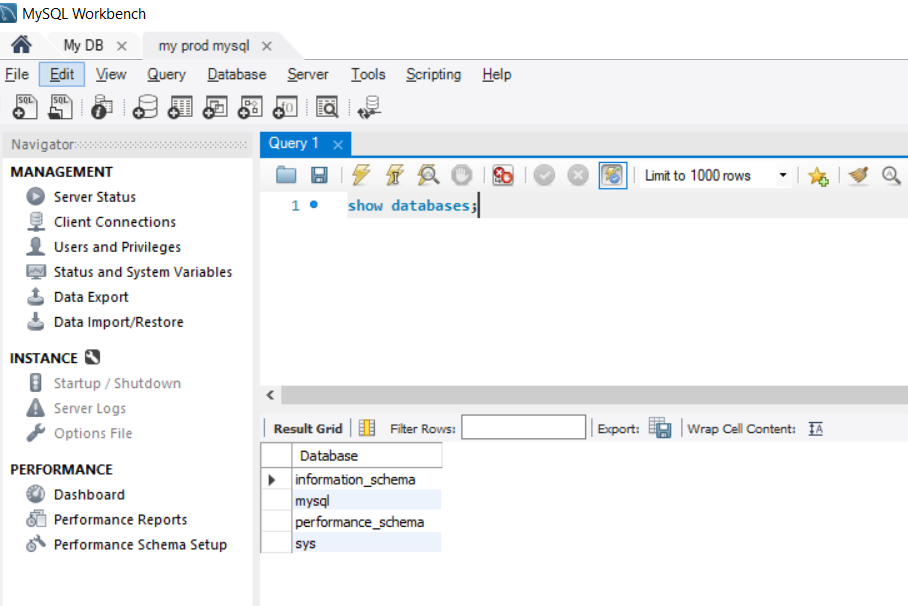 MySQL Workbench
My DB × my prod mysql ×
File Edit View Query Database Server Tools Scripting Help
SQL SQL
Navigator
Query 1 ×
MANAGEMENT
Server Status
Client Connections
Users and Privileges
Status and System Variables
Data Export
Data Import/Restore
INSTANCE
Startup / Shutdown
Server Logs
Options File
PERFORMANCE
Dashboard
Performance Reports
Performance Schema Setup
Limit to 1000 rows
1 show databases;
Result Grid Filter Rows: Export: Wrap Cell Content: IA
Database
information_schema
mysql
performance_schema
sys